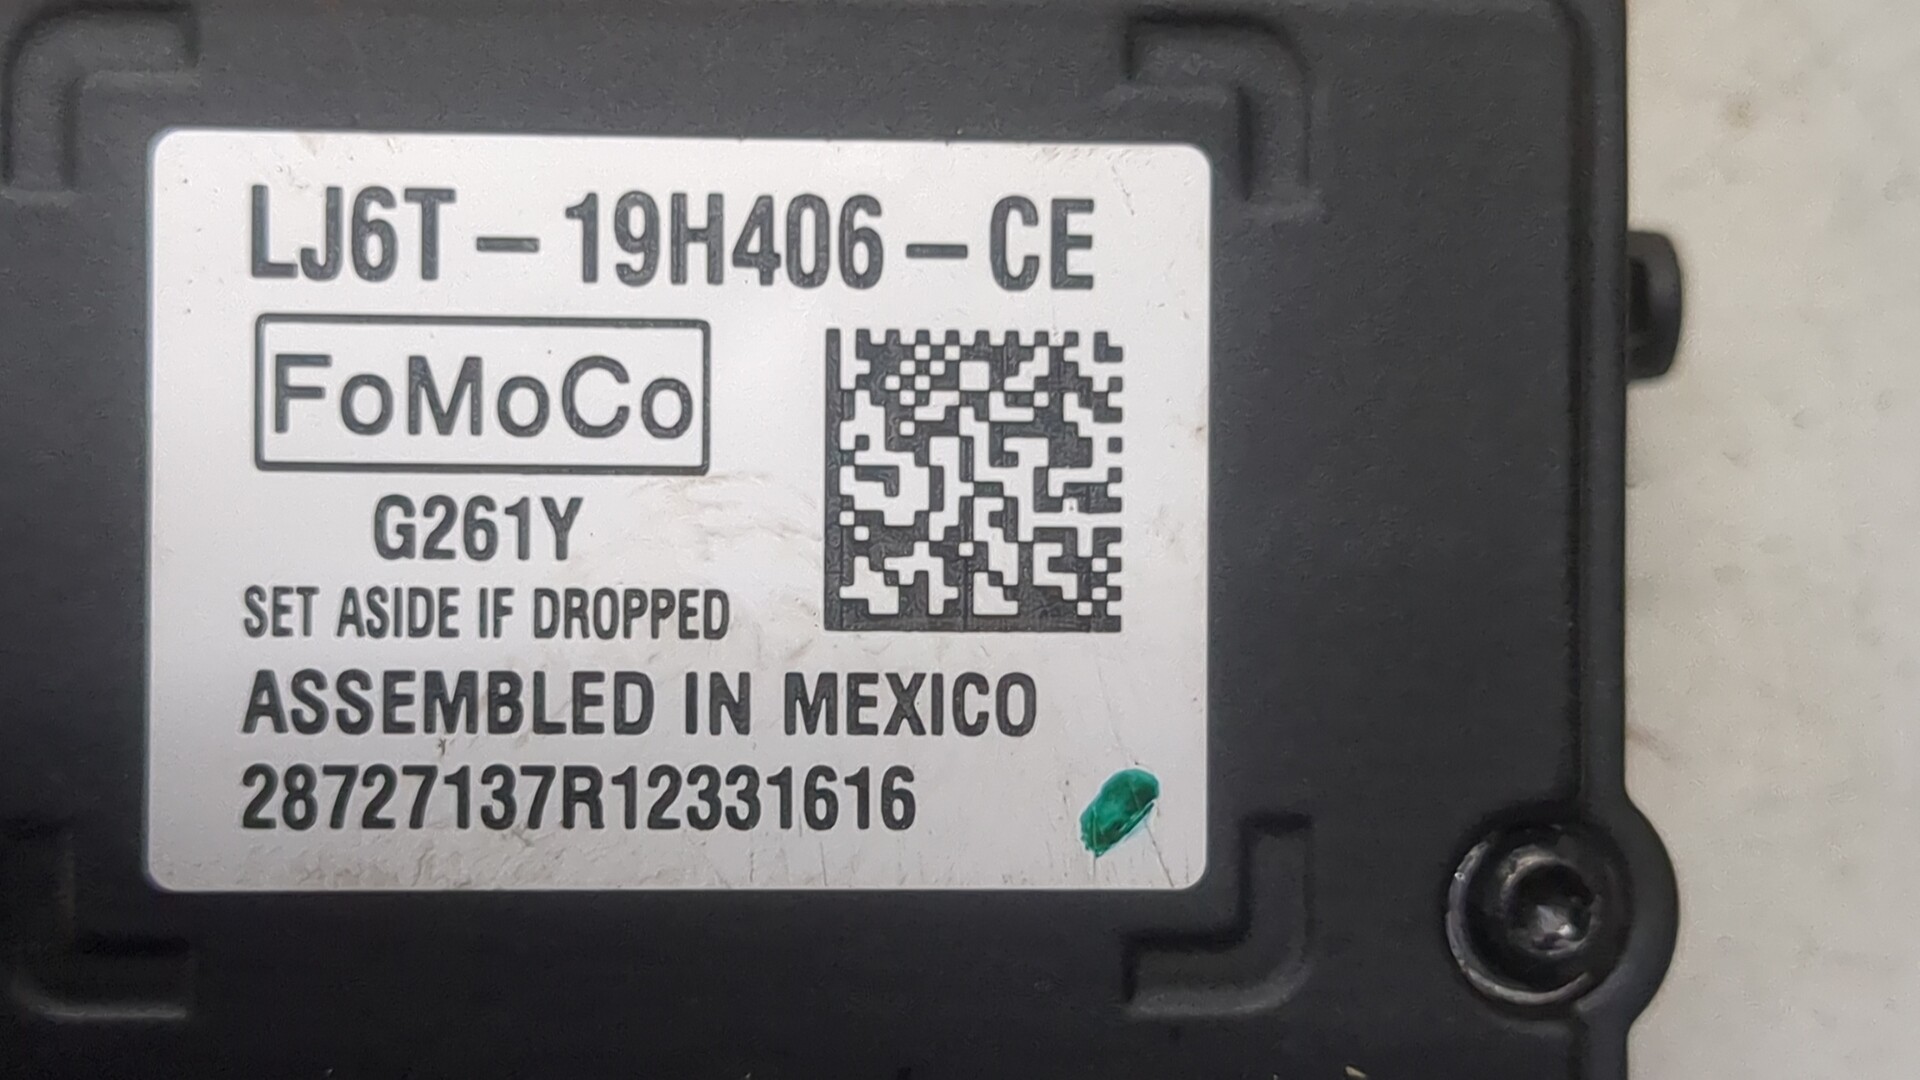 LJ6T-19H406-CE
FoMoCo
G261Y
SET ASIDE IF DROPPED
ASSEMBLED IN MEXICO
28727137R12331616